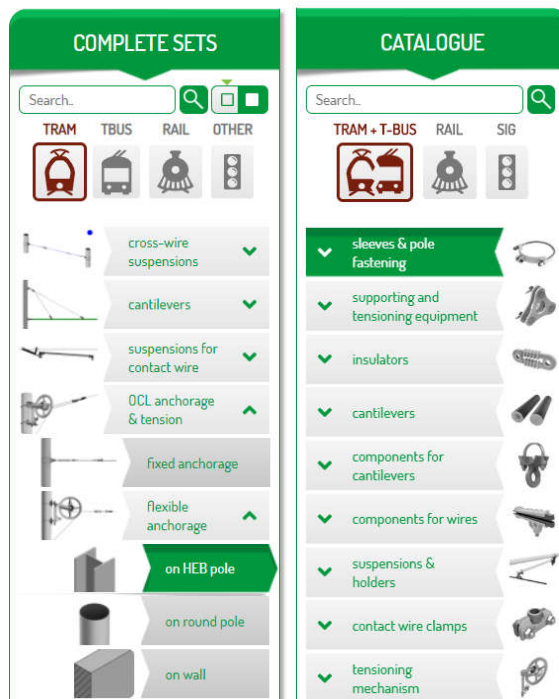 COMPLETE SETS
Search..
TRAM TBUS RAIL OTHER
cross-wire
suspensions
cantilevers
suspensions for
contact wire
OCL anchorage
& tension
fixed anchorage
flexible
anchorage
on HEB pole
on round pole
on wall
CATALOGUE
Search..
TRAM + T-BUS RAIL SIG
sleeves & pole
fastening
supporting and
tensioning equipment
insulators
cantilevers
components for
cantilevers
components for wires
suspensions &
holders
contact wire clamps
tensioning
mechanism